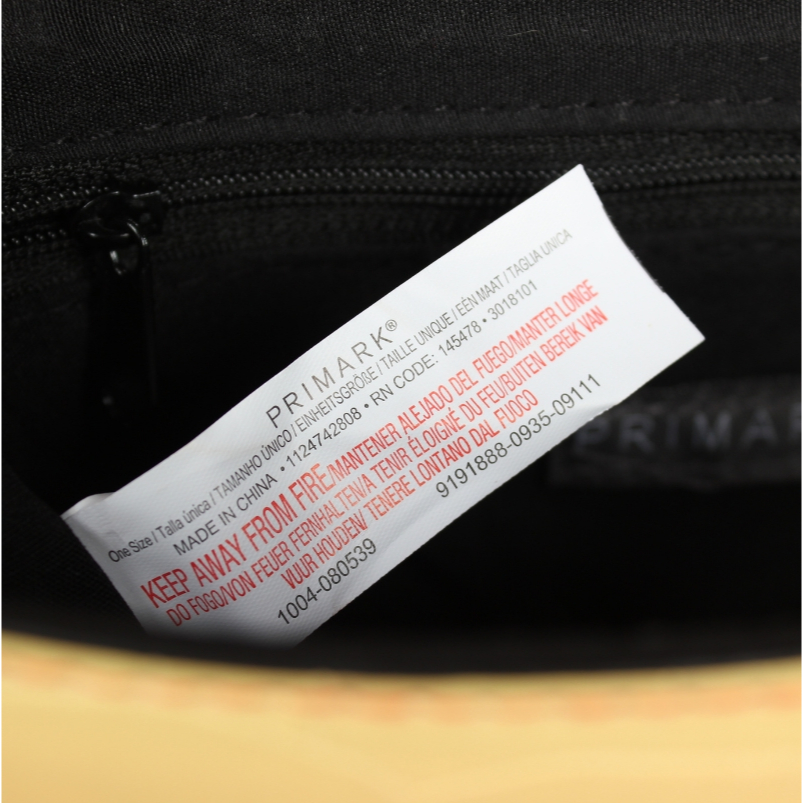 PRIMARK®
One Size / Talla única / TAMANHO ÚNICO / EINHEITSGRÖßE / TAILLE UNIQUE / EÉN MAAT / TAGLIA UNICA
MADE IN CHINA • 1124742808 • RN CODE: 145478 • 3018101
KEEP AWAY FROM FIRE/MANTENER ALEJADO DEL FUEGO/MANTER LONGE
DO FOGO/VON FEUER FERNHALTEN/A TENIR ÉLOIGNÉ DU FEU/BUITEN BEREIK VAN
VUUR HOUDEN/ TENERE LONTANO DAL FUOCO
1004-080539 9191888-0935-09111
PRIMAR